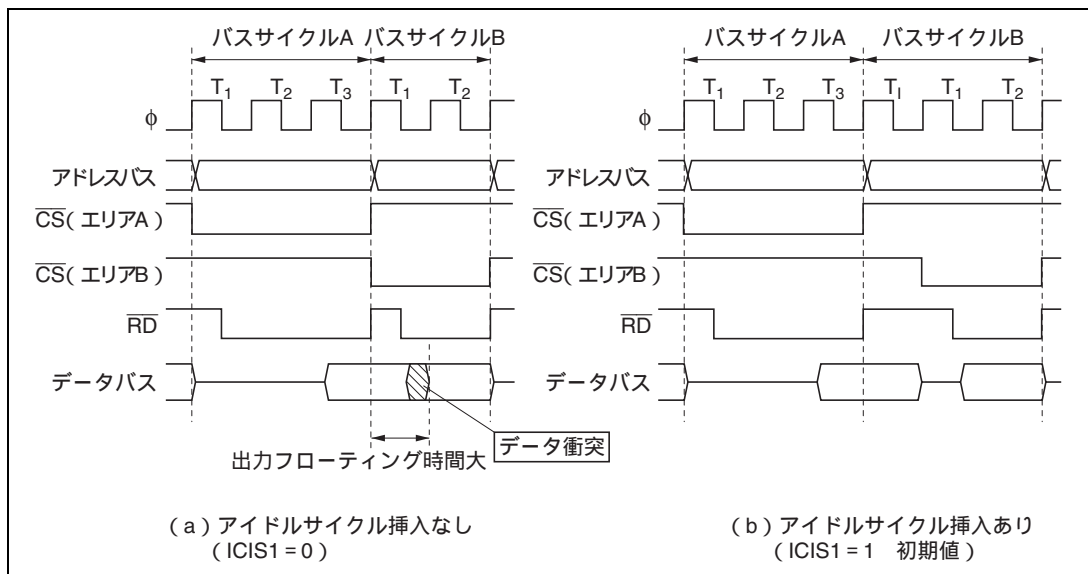 バスサイクルA バスサイクルB
T1 T2 T3 T1 T2
φ
アドレスバス
CS(エリアA)
CS(エリアB)
RD
データバス
データ衝突
出力フローティング時間大
(a)アイドルサイクル挿入なし
(ICIS1=0)
バスサイクルA バスサイクルB
T1 T2 T3 TI T1 T2
φ
アドレスバス
CS(エリアA)
CS(エリアB)
RD
データバス
(b)アイドルサイクル挿入あり
(ICIS1=1 初期値)